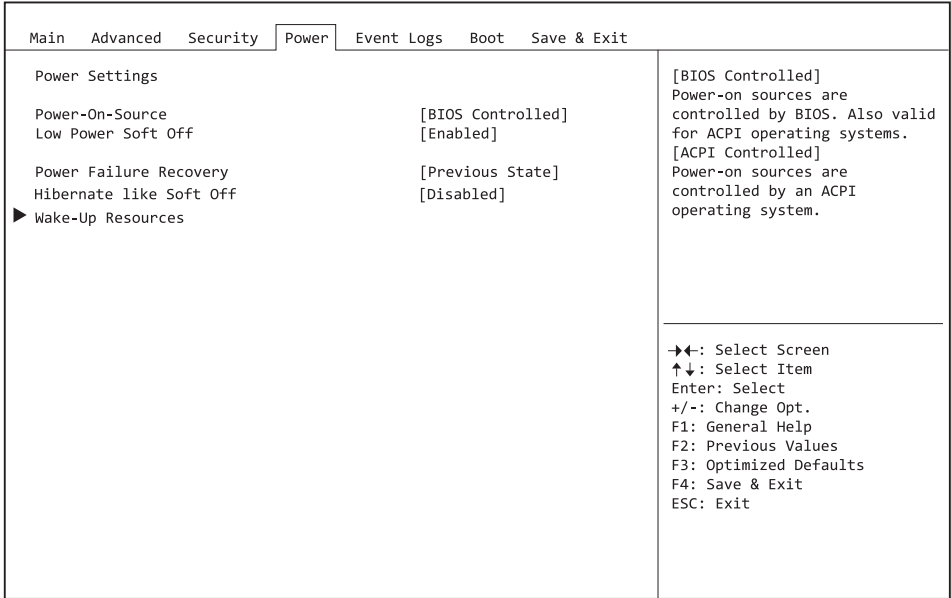 Main Advanced Security Power Event Logs Boot Save & Exit
Power Settings
Power-On-Source [BIOS Controlled]
Low Power Soft Off [Enabled]
Power Failure Recovery [Previous State]
Hibernate like Soft Off [Disabled]
▶ Wake-Up Resources
[BIOS Controlled]
Power-on sources are
controlled by BIOS. Also valid
for ACPI operating systems.
[ACPI Controlled]
Power-on sources are
controlled by an ACPI
operating system.
→←: Select Screen
↑↓: Select Item
Enter: Select
+/-: Change Opt.
F1: General Help
F2: Previous Values
F3: Optimized Defaults
F4: Save & Exit
ESC: Exit